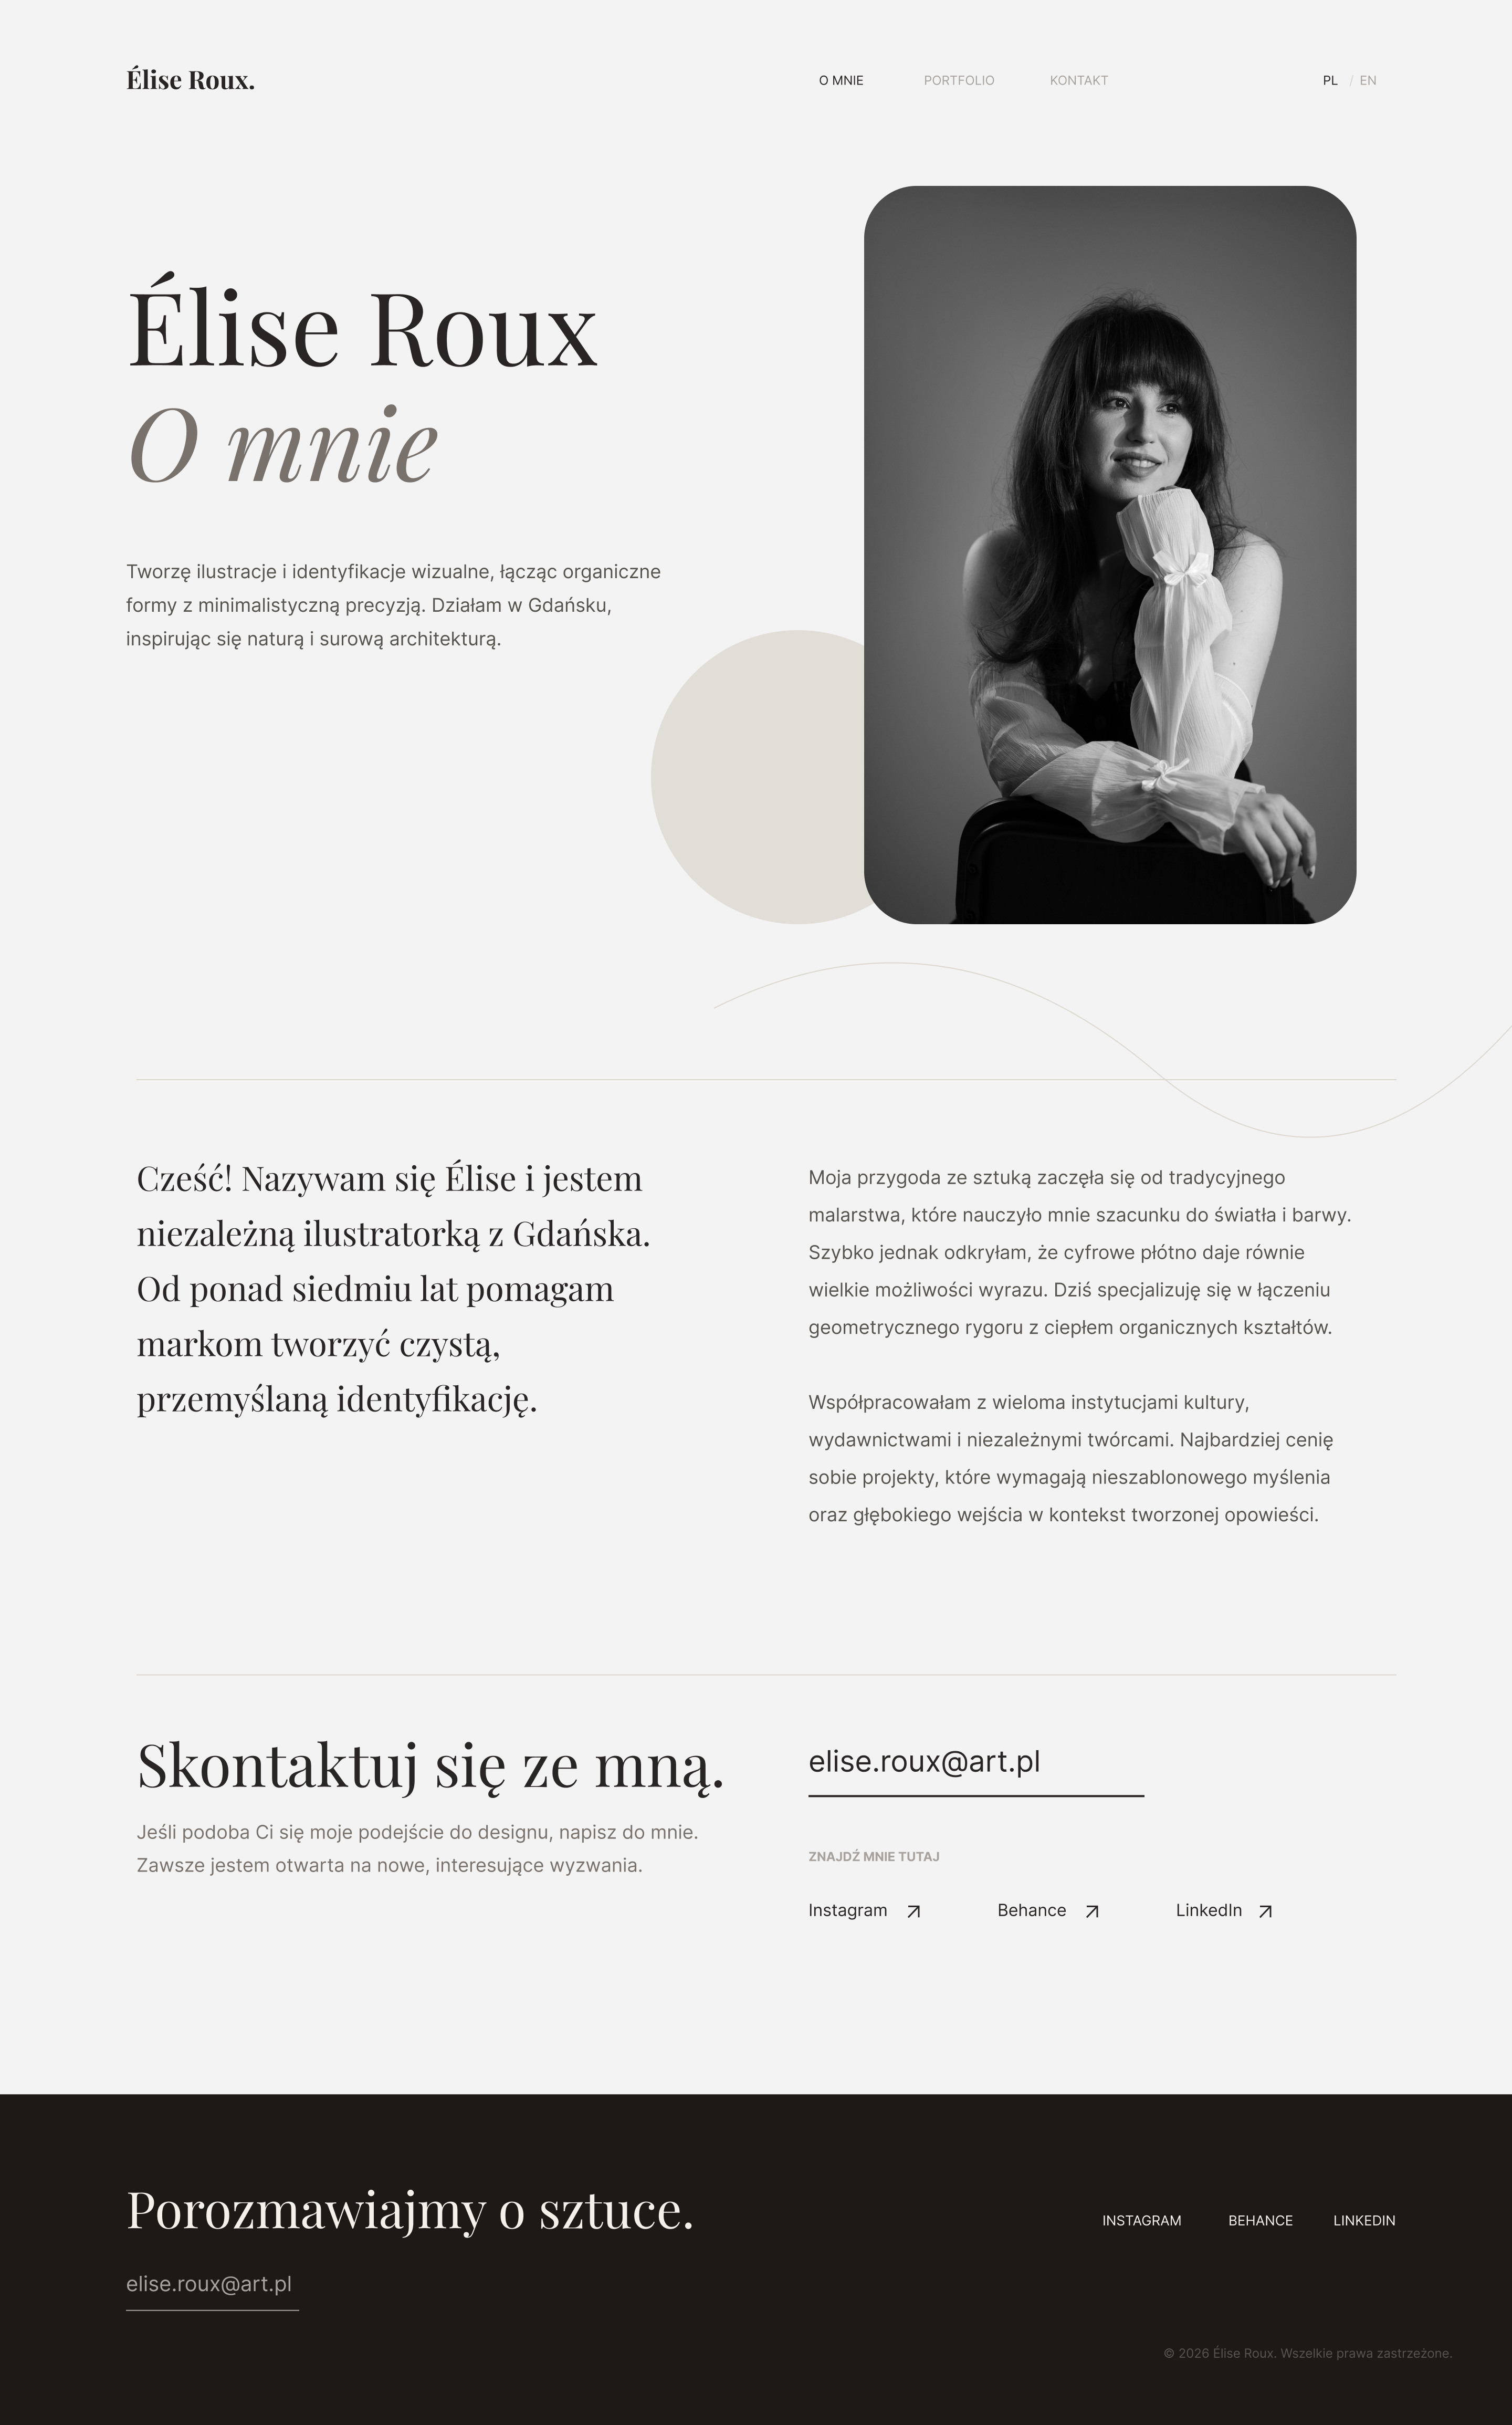 Élise Roux.
O MNIE PORTFOLIO KONTAKT PL / EN
Élise Roux
O mnie
Tworzę ilustracje i identyfikacje wizualne, łącząc organiczne
formy z minimalistyczną precyzją. Działam w Gdańsku,
inspirując się naturą i surową architekturą.
Cześć! Nazywam się Élise i jestem
niezależną ilustratorką z Gdańska.
Od ponad siedmiu lat pomagam
markom tworzyć czystą,
przemyślaną identyfikację.
Moja przygoda ze sztuką zaczęła się od tradycyjnego
malarstwa, które nauczyło mnie szacunku do światła i barwy.
Szybko jednak odkryłam, że cyfrowe płótno daje równie
wielkie możliwości wyrazu. Dziś specjalizuję się w łączeniu
geometrycznego rygoru z ciepłem organicznych kształtów.
Współpracowałam z wieloma instytucjami kultury,
wydawnictwami i niezależnymi twórcami. Najbardziej cenię
sobie projekty, które wymagają nieszablonowego myślenia
oraz głębokiego wejścia w kontekst tworzonej opowieści.
Skontaktuj się ze mną.
Jeśli podoba Ci się moje podejście do designu, napisz do mnie.
Zawsze jestem otwarta na nowe, interesujące wyzwania.
elise.roux@art.pl
ZNAJDŹ MNIE TUTAJ
Instagram Behance LinkedIn
Porozmawiajmy o sztuce.
elise.roux@art.pl
INSTAGRAM BEHANCE LINKEDIN
© 2026 Élise Roux. Wszelkie prawa zastrzeżone.